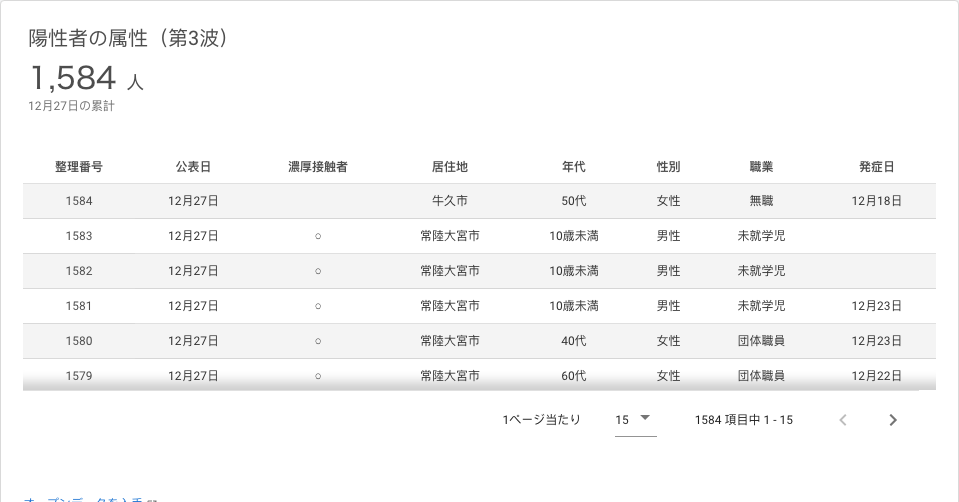 陽性者の属性（第3波）
1,584 人
12月27日の累計
整理番号 公表日 濃厚接触者 居住地 年代 性別 職業 発症日
1584 12月27日 牛久市 50代 女性 無職 12月18日
1583 12月27日 ○ 常陸大宮市 10歳未満 男性 未就学児
1582 12月27日 ○ 常陸大宮市 10歳未満 男性 未就学児
1581 12月27日 ○ 常陸大宮市 10歳未満 男性 未就学児 12月23日
1580 12月27日 ○ 常陸大宮市 40代 女性 団体職員 12月23日
1579 12月27日 ○ 常陸大宮市 60代 女性 団体職員 12月22日
1ページ当たり 15 1584 項目中 1 - 15
オープンデータを入手